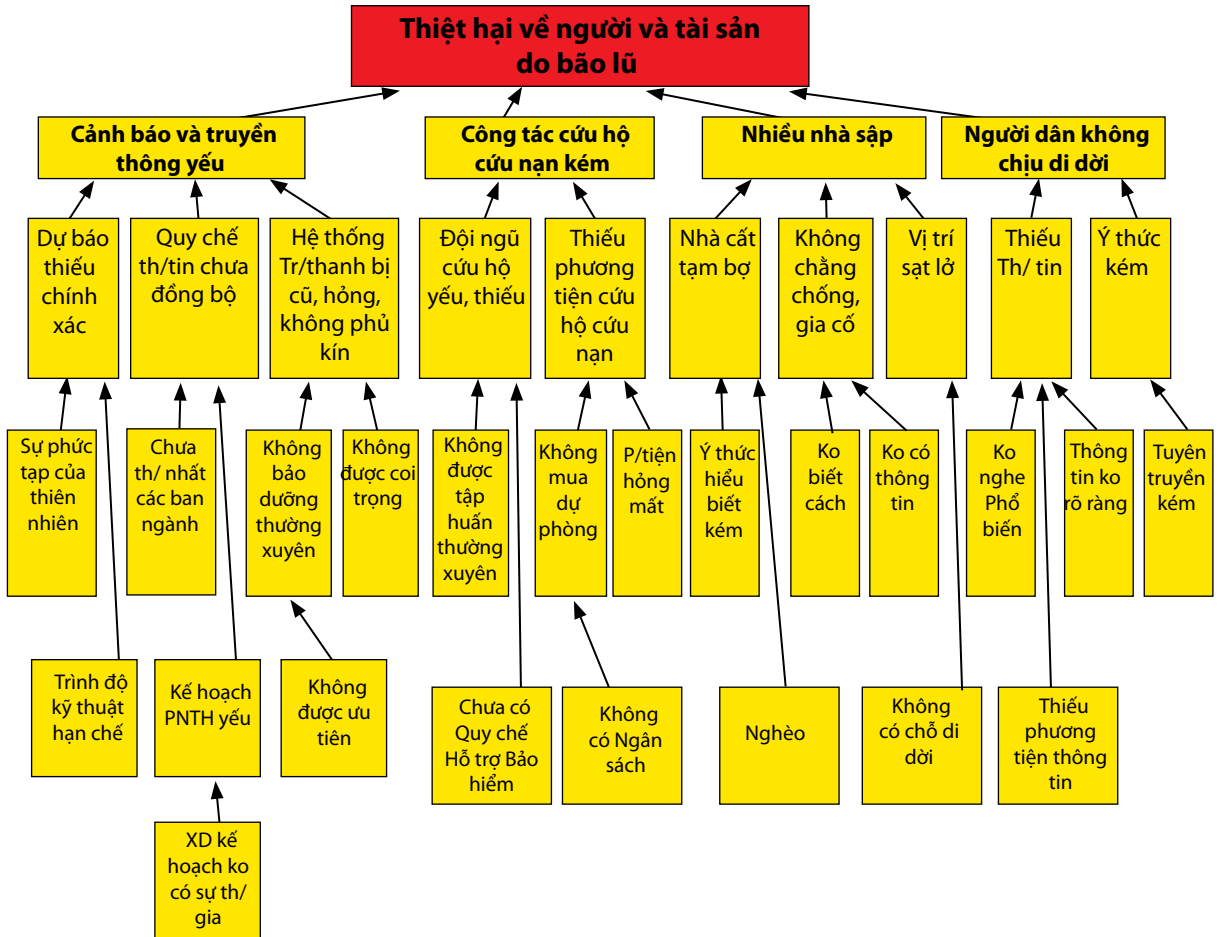 Thiệt hại về người và tài sản
do bão lũ
Cảnh báo và truyền
thông yếu
Công tác cứu hộ
cứu nạn kém
Nhiều nhà sập
Người dân không
chịu di dời
Dự báo
thiếu
chính
xác
Quy chế
th/tin chưa
đồng bộ
Hệ thống
Tr/thanh bị
cũ, hỏng,
không phủ
kín
Đội ngũ
cứu hộ
yếu, thiếu
Thiếu
phương
tiện cứu
hộ cứu
nạn
Nhà cất
tạm bợ
Không
chằng
chống,
gia cố
Vị trí
sạt lở
Thiếu
Th/ tin
Ý thức
kém
Sự phức
tạp của
thiên
nhiên
Chưa
th/ nhất
các ban
ngành
Không
bảo
dưỡng
thường
xuyên
Không
được coi
trọng
Không
được
tập
huấn
thường
xuyên
Không
mua
dự
phòng
P/tiện
hỏng
mất
Ý thức
hiểu
biết
kém
Ko
biết
cách
Ko có
thông
tin
Ko
nghe
Phổ
biến
Thông
tin ko
rõ ràng
Tuyên
truyền
kém
Trình độ
kỹ thuật
hạn chế
Kế hoạch
PNTH yếu
Không
được ưu
tiên
Chưa có
Quy chế
Hỗ trợ Bảo
hiểm
Không
có Ngân
sách
Nghèo
Không
có chỗ di
dời
Thiếu
phương
tiện thông
tin
XD kế
hoạch ko
có sự th/
gia